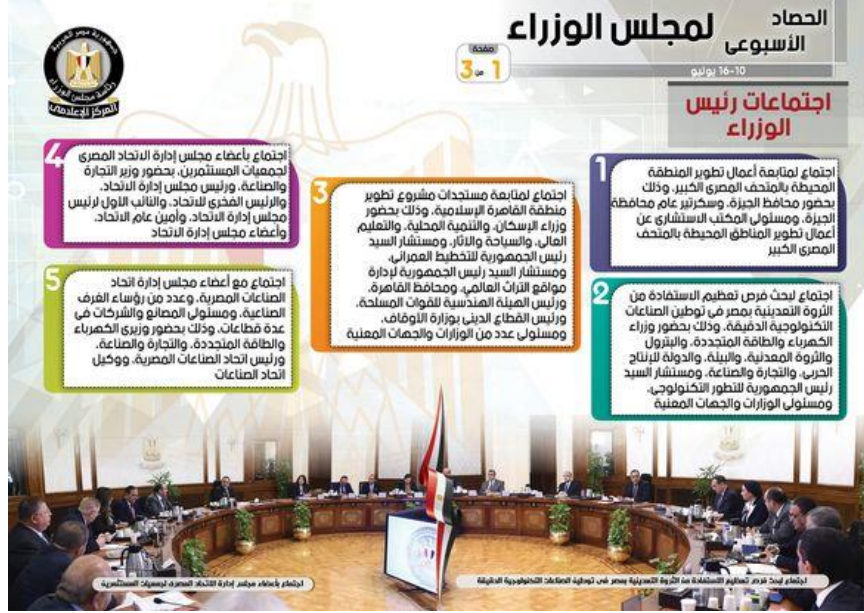 الحصاد
الأسبوعى
لمجلس الوزراء
10-16 يوليو
صفحة
1 من 3
جمهورية مصر العربية
رئاسة مجلس الوزراء
المركز الإعلامى
اجتماعات رئيس
الوزراء
1
اجتماع لمتابعة أعمال تطوير المنطقة
المحيطة بالمتحف المصرى الكبير، وذلك
بحضور محافظ الجيزة، وسكرتير عام محافظة
الجيزة، ومسئولى المكتب الاستشارى عن
أعمال تطوير المناطق المحيطة بالمتحف
المصرى الكبير
2
اجتماع لبحث فرص تعظيم الاستفادة من
الثروة التعدينية بمصر فى توطين الصناعات
التكنولوجية الدقيقة، وذلك بحضور وزراء
الكهرباء والطاقة المتجددة، والبترول
والثروة المعدنية، والبيئة، والدولة للإنتاج
الحربى، والتجارة والصناعة، ومستشار السيد
رئيس الجمهورية للتطور التكنولوجى،
ومسئولى الوزارات والجهات المعنية
3
اجتماع لمتابعة مستجدات مشروع تطوير
منطقة القاهرة الإسلامية، وذلك بحضور
وزراء الإسكان، والتنمية المحلية، والتعليم
العالى، والسياحة والآثار، ومستشار السيد
رئيس الجمهورية للتخطيط العمرانى،
ومستشار السيد رئيس الجمهورية لإدارة
مواقع التراث العالمى، ومحافظ القاهرة،
ورئيس الهيئة الهندسية للقوات المسلحة،
ورئيس القطاع الدينى بوزارة الأوقاف،
ومسئولى عدد من الوزارات والجهات المعنية
4
اجتماع بأعضاء مجلس إدارة الاتحاد المصرى
لجمعيات المستثمرين، بحضور وزير التجارة
والصناعة، ورئيس مجلس إدارة الاتحاد،
والرئيس الفخرى للاتحاد، والنائب الأول لرئيس
مجلس إدارة الاتحاد، وأمين عام الاتحاد،
وأعضاء مجلس إدارة الاتحاد
5
اجتماع مع أعضاء مجلس إدارة اتحاد
الصناعات المصرية، وعدد من رؤساء الغرف
الصناعية، ومسئولى المصانع والشركات فى
عدة قطاعات، وذلك بحضور وزيرى الكهرباء
والطاقة المتجددة، والتجارة والصناعة،
ورئيس اتحاد الصناعات المصرية، ووكيل
اتحاد الصناعات
اجتماع لبحث فرص تعظيم الاستفادة من الثروة التعدينية بمصر فى توطين الصناعات التكنولوجية الدقيقة
اجتماع بأعضاء مجلس إدارة الاتحاد المصرى لجمعيات المستثمرين